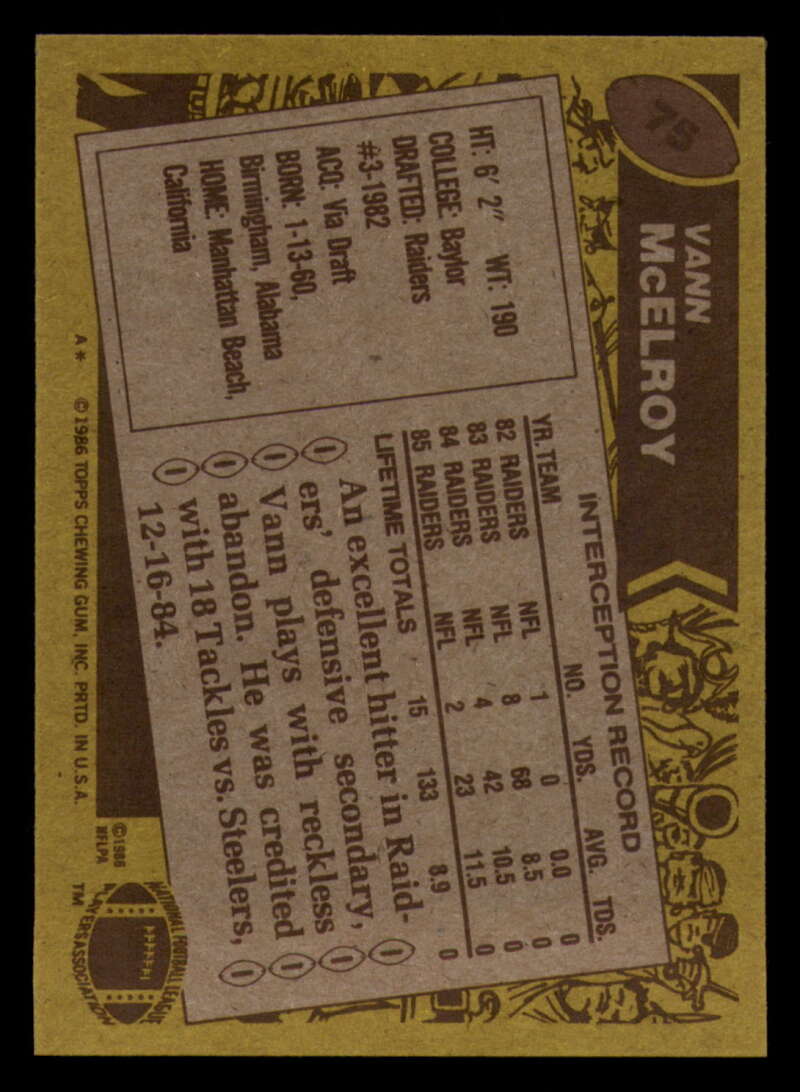 75
VANN
McELROY
HT: 6' 2" WT: 190
COLLEGE: Baylor
DRAFTED: Raiders
#3-1982
ACQ: Via Draft
BORN: 1-13-60,
Birmingham, Alabama
HOME: Manhattan Beach,
California
INTERCEPTION RECORD
YR. TEAM NO. YDS. AVG. TDS.
82 RAIDERS NFL 1 0 0.0 0
83 RAIDERS NFL 8 68 8.5 0
84 RAIDERS NFL 4 42 10.5 0
85 RAIDERS NFL 2 23 11.5 0
LIFETIME TOTALS 15 133 8.9 0
An excellent hitter in Raid-
ers' defensive secondary,
Vann plays with reckless
abandon. He was credited
with 18 Tackles vs. Steelers,
12-16-84.
A* ©1986 TOPPS CHEWING GUM, INC. PRTD. IN U.S.A.
©1986
NFLPA
NATIONAL FOOTBALL LEAGUE
PLAYERS ASSOCIATION
TM